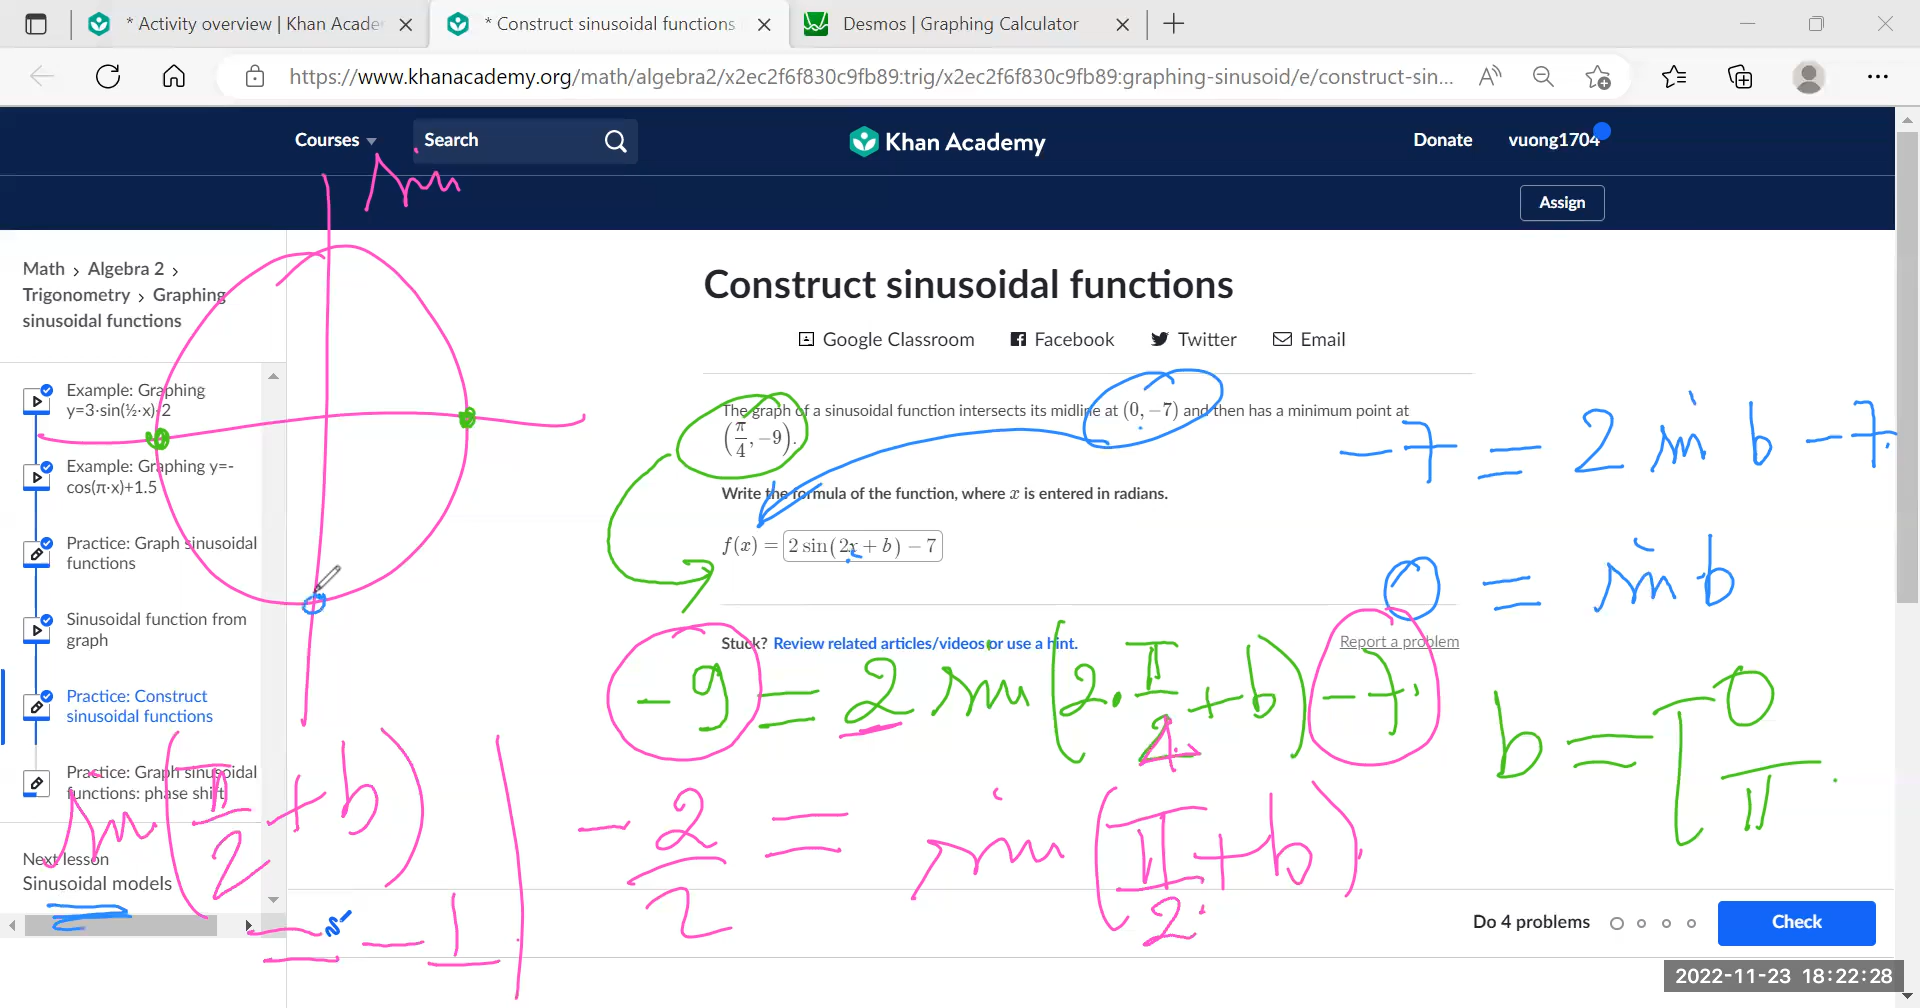 * Activity overview | Khan Acade
* Construct sinusoidal functions
Desmos | Graphing Calculator
https://www.khanacademy.org/math/algebra2/x2ec2f6f830c9fb89:trig/x2ec2f6f830c9fb89:graphing-sinusoid/e/construct-sin...
Courses
Search
Khan Academy
Donate
vuong1704
sin
Assign
Math > Algebra 2 >
Trigonometry > Graphing
sinusoidal functions
Construct sinusoidal functions
Google Classroom
Facebook
Twitter
Email
Example: Graphing
y=3·sin(½·x)-2
Example: Graphing y=-
cos(π·x)+1.5
Practice: Graph sinusoidal
functions
Sinusoidal function from
graph
Practice: Construct
sinusoidal functions
Practice: Graph sinusoidal
functions: phase shift
Next lesson
Sinusoidal models
The graph of a sinusoidal function intersects its midline at (0, −7) and then has a minimum point at
(π/4, −9).
Write the formula of the function, where x is entered in radians.
f(x) = 2 sin(2x + b) − 7
Stuck? Review related articles/videos or use a hint.
Report a problem
-7 = 2 sin b - 7
0 = sin b
-9 = 2 sin(2·π/4 + b) - 7
b = [0 π
-2/2 = sin(π/2 + b)
sin(π/2 + b)
= -1
Do 4 problems
Check
2022-11-23 18:22:28